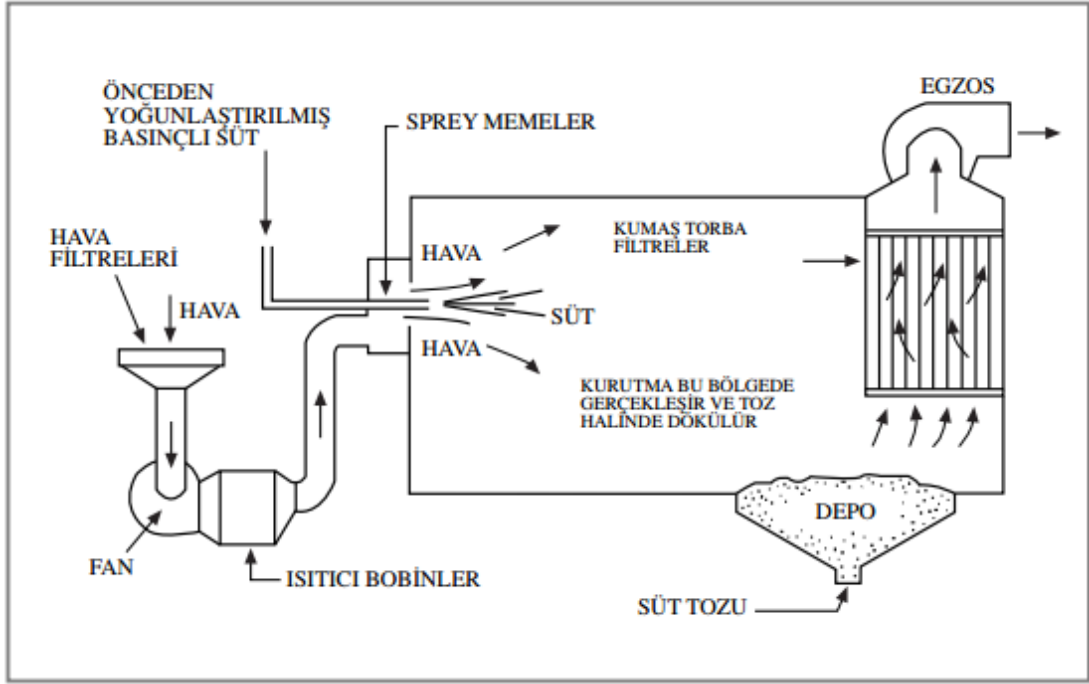 ÖNCEDEN
YOĞUNLAŞTIRILMIŞ
BASINÇLI SÜT
SPREY MEMELER
EGZOS
HAVA
FİLTRELERİ
HAVA
HAVA
KUMAŞ TORBA
FİLTRELER
SÜT
HAVA
KURUTMA BU BÖLGEDE
GERÇEKLEŞİR VE TOZ
HALİNDE DÖKÜLÜR
DEPO
FAN
ISITICI BOBİNLER
SÜT TOZU